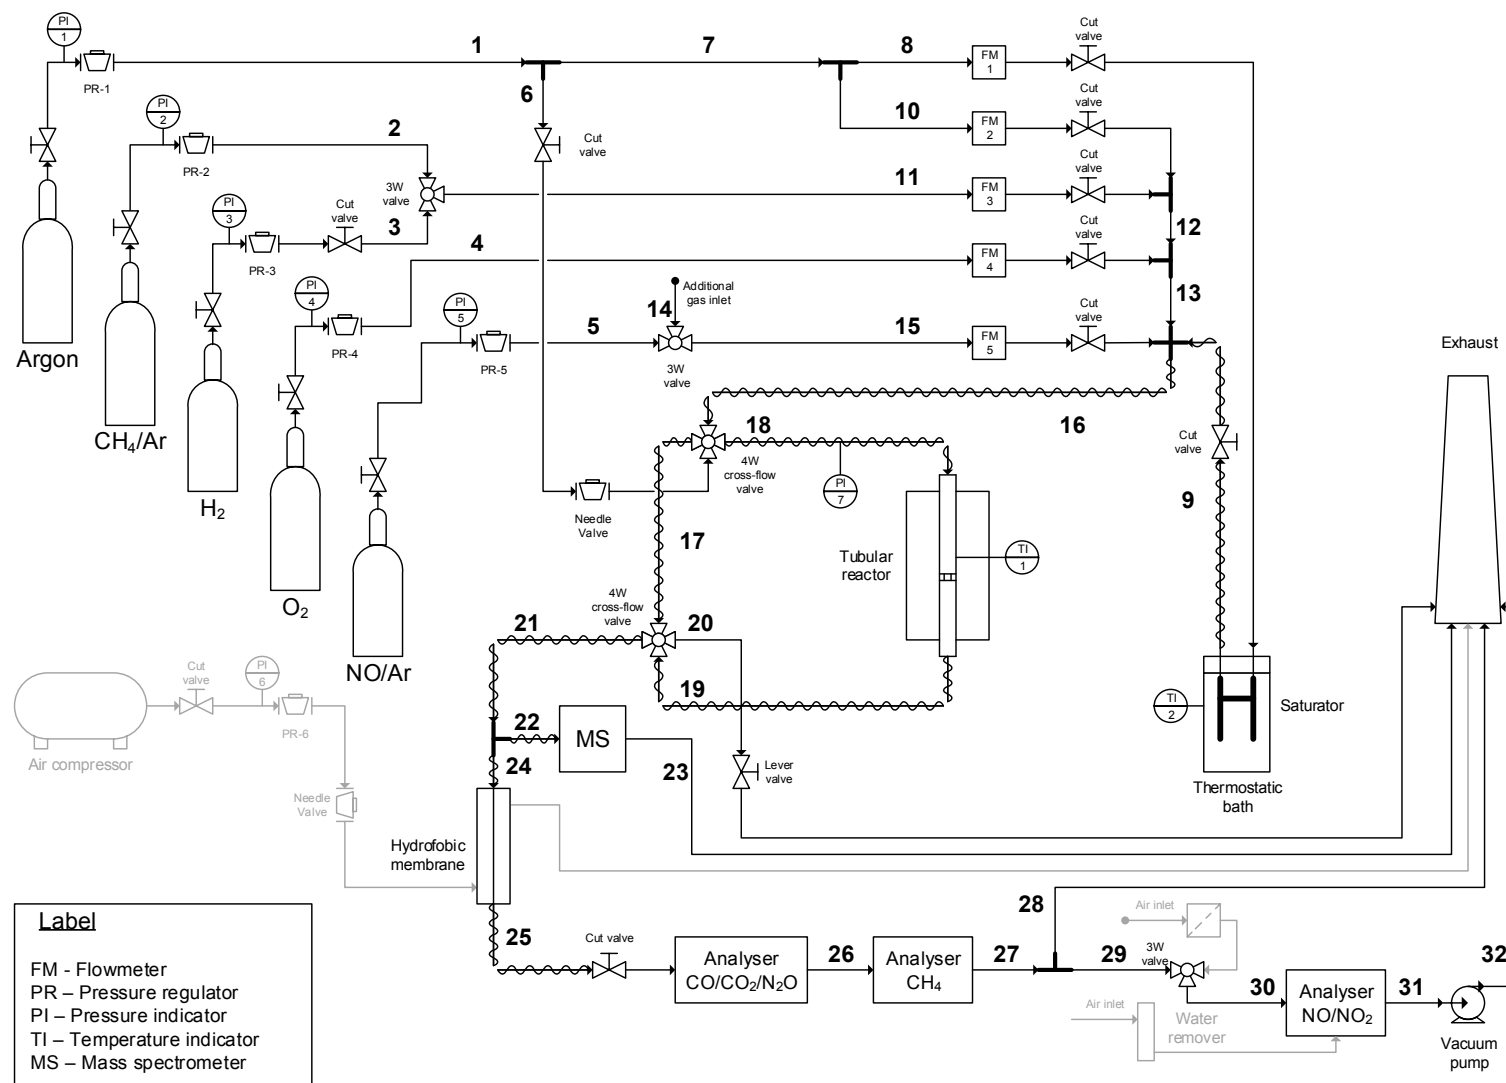 PI
1
PR-1
1
7
8
FM
1
Cut
valve
6
PI
2
PR-2
2
Cut
valve
10
FM
2
Cut
valve
3W
valve
11
FM
3
Cut
valve
PI
3
PR-3
Cut
valve
3
12
4
FM
4
Cut
valve
PI
4
PR-4
Additional
gas inlet
14
13
PI
5
PR-5
5
3W
valve
15
FM
5
Cut
valve
Argon
CH4/Ar
H2
O2
NO/Ar
Exhaust
16
18
4W
cross-flow
valve
PI
7
Cut
valve
9
Needle
Valve
17
Tubular
reactor
TI
1
4W
cross-flow
valve
21
20
19
Cut
valve
PI
6
PR-6
Air compressor
Needle
Valve
22
MS
23
24
Lever
valve
TI
2
Saturator
Thermostatic
bath
Hydrofobic
membrane
25
Cut valve
Analyser
CO/CO2/N2O
26
Analyser
CH4
27
28
29
Air inlet
3W
valve
30
Air inlet
Water
remover
Analyser
NO/NO2
31
32
Vacuum
pump
Label
FM - Flowmeter
PR – Pressure regulator
PI – Pressure indicator
TI – Temperature indicator
MS – Mass spectrometer